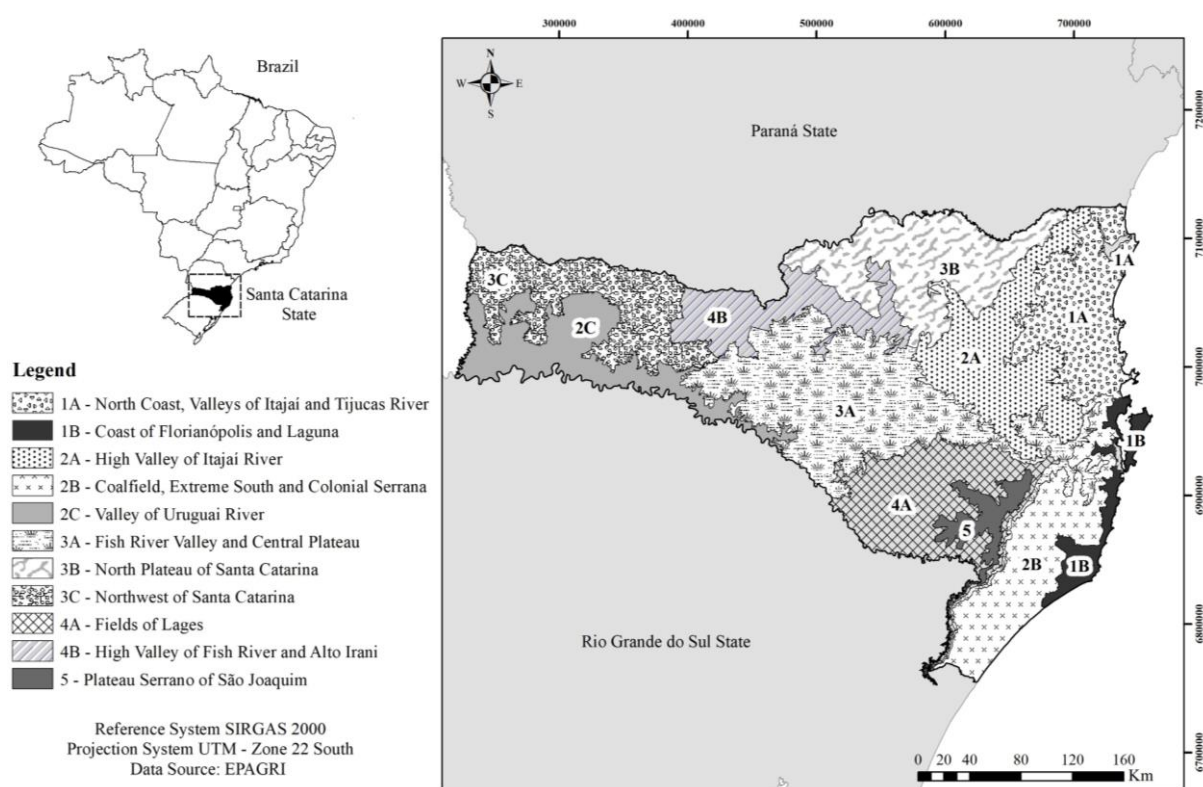 Brazil
Santa Catarina
State
Legend
1A - North Coast, Valleys of Itajaí and Tijucas River
1B - Coast of Florianópolis and Laguna
2A - High Valley of Itajaí River
2B - Coalfield, Extreme South and Colonial Serrana
2C - Valley of Uruguai River
3A - Fish River Valley and Central Plateau
3B - North Plateau of Santa Catarina
3C - Northwest of Santa Catarina
4A - Fields of Lages
4B - High Valley of Fish River and Alto Irani
5 - Plateau Serrano of São Joaquim
Reference System SIRGAS 2000
Projection System UTM - Zone 22 South
Data Source: EPAGRI
300000 400000 500000 600000 700000
N
W E
S
Paraná State
7200000
7100000
7000000
6900000
6800000
6700000
1A
3B
3C
1A
2C
4B
2A
3A
1B
4A
5
2B
1B
Rio Grande do Sul State
0 20 40 80 120 160
Km